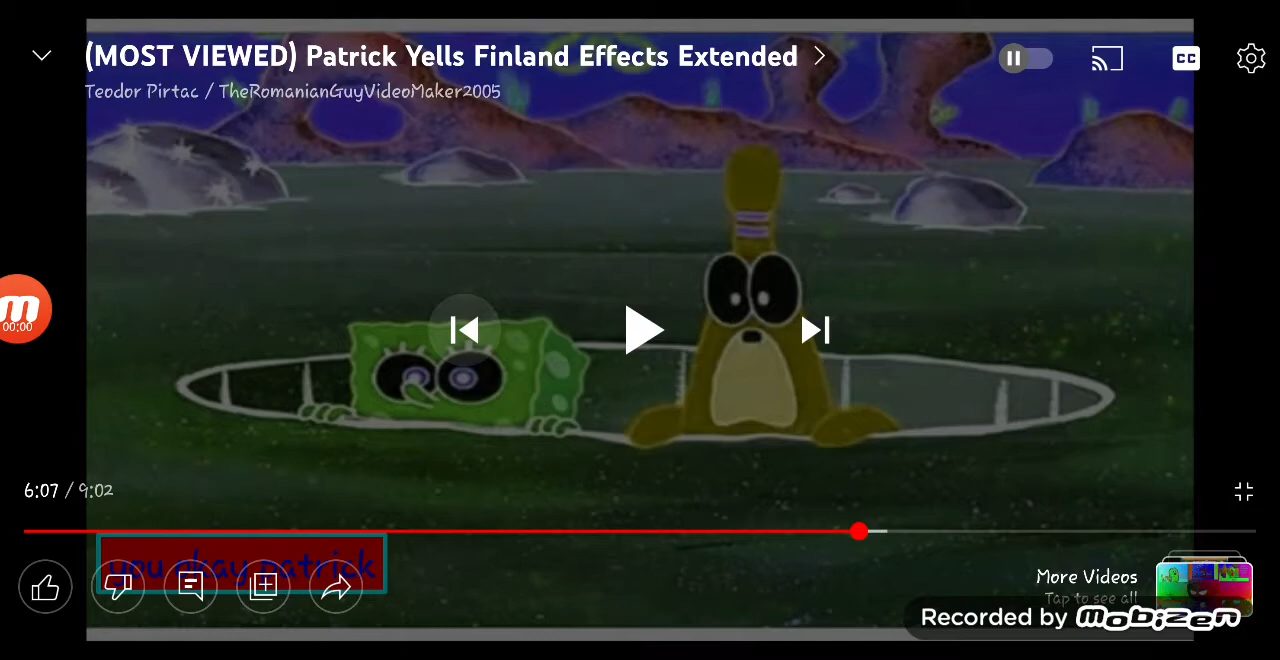 (MOST VIEWED) Patrick Yells Finland Effects Extended
Teodor Pirtac / TheRomanianGuyVideoMaker2005
CC
00:00
6:07 / 9:02
you okay patrick
More Videos
Tap to see all
Recorded by mobizen